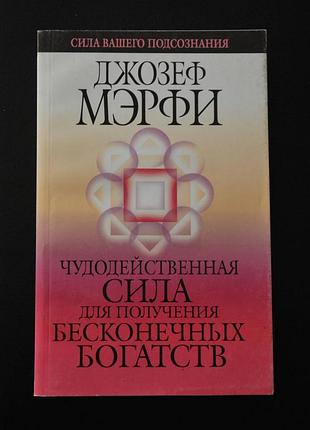 СИЛА ВАШЕГО ПОДСОЗНАНИЯ
ДЖОЗЕФ
МЭРФИ
ЧУДОДЕЙСТВЕННАЯ
СИЛА
ДЛЯ ПОЛУЧЕНИЯ
БЕСКОНЕЧНЫХ
БОГАТСТВ